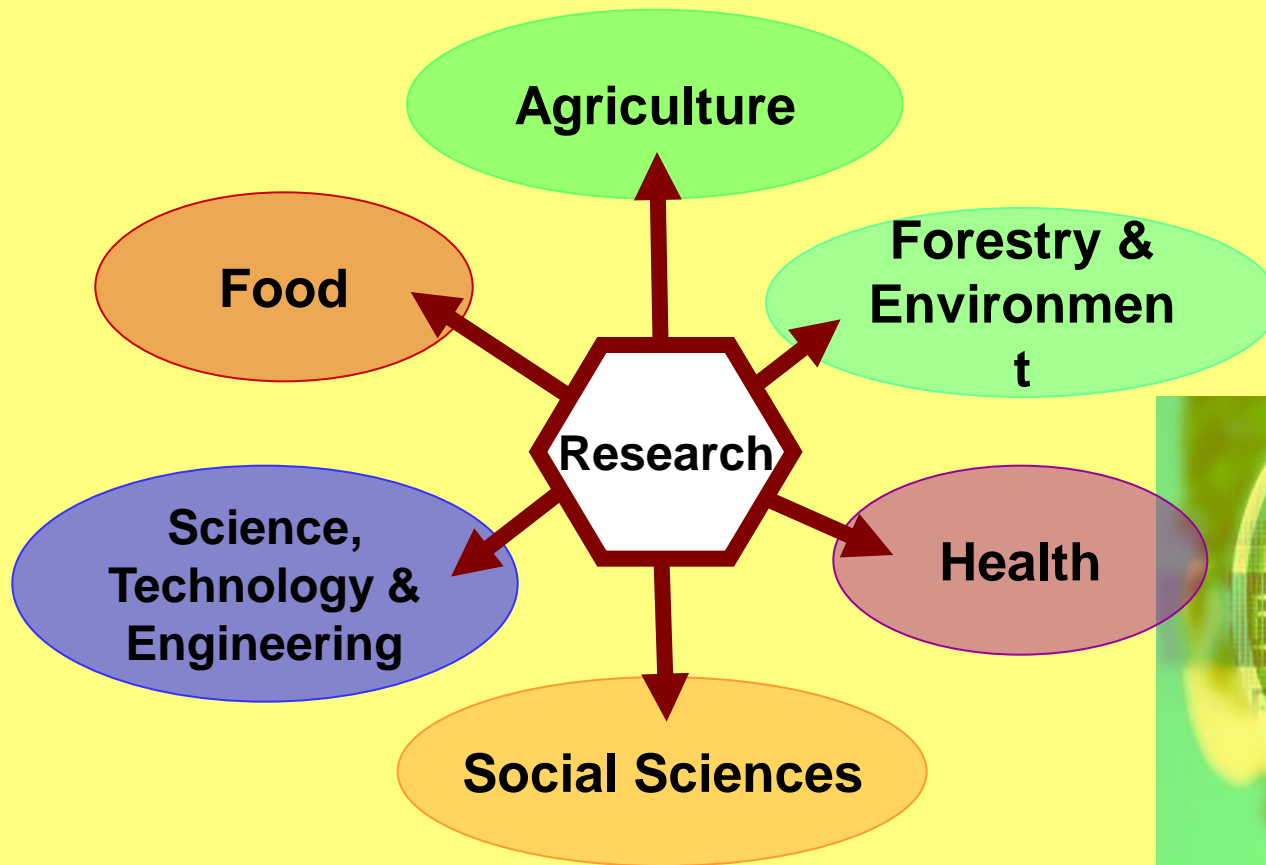 Agriculture
Forestry &
Environmen
t
Food
Research
Science,
Technology &
Engineering
Health
Social Sciences